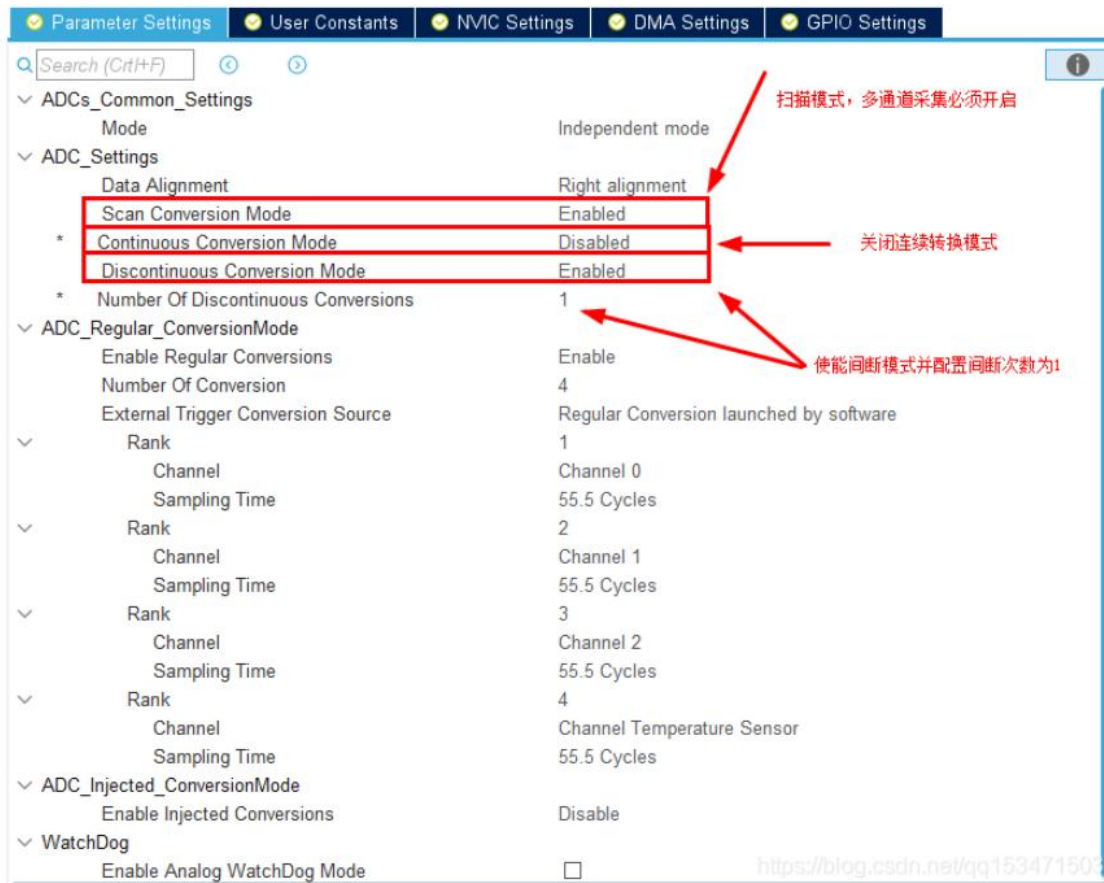 Parameter Settings User Constants NVIC Settings DMA Settings GPIO Settings
Search (CrtI+F)
ADCs_Common_Settings
扫描模式，多通道采集必须开启
Mode Independent mode
ADC_Settings
Data Alignment Right alignment
Scan Conversion Mode Enabled
* Continuous Conversion Mode Disabled
关闭连续转换模式
Discontinuous Conversion Mode Enabled
* Number Of Discontinuous Conversions 1
ADC_Regular_ConversionMode
Enable Regular Conversions Enable
使能间断模式并配置间断次数为1
Number Of Conversion 4
External Trigger Conversion Source Regular Conversion launched by software
Rank 1
Channel Channel 0
Sampling Time 55.5 Cycles
Rank 2
Channel Channel 1
Sampling Time 55.5 Cycles
Rank 3
Channel Channel 2
Sampling Time 55.5 Cycles
Rank 4
Channel Channel Temperature Sensor
Sampling Time 55.5 Cycles
ADC_Injected_ConversionMode
Enable Injected Conversions Disable
WatchDog
Enable Analog WatchDog Mode
https://blog.csdn.net/qq153471503